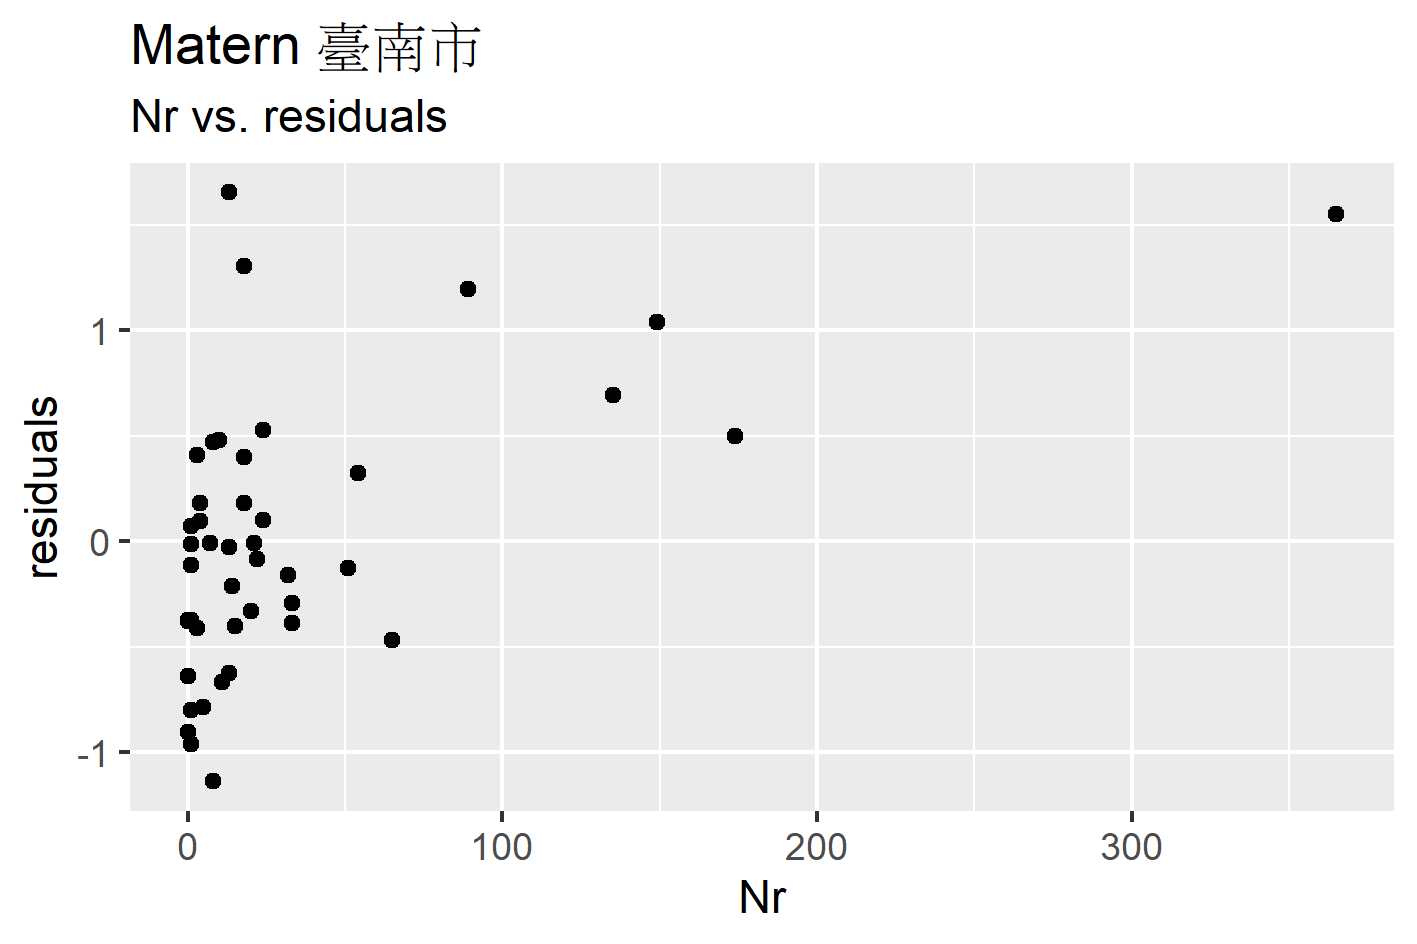 Matern 臺南市
Nr vs. residuals
1
0
-1
residuals
0 100 200 300
Nr